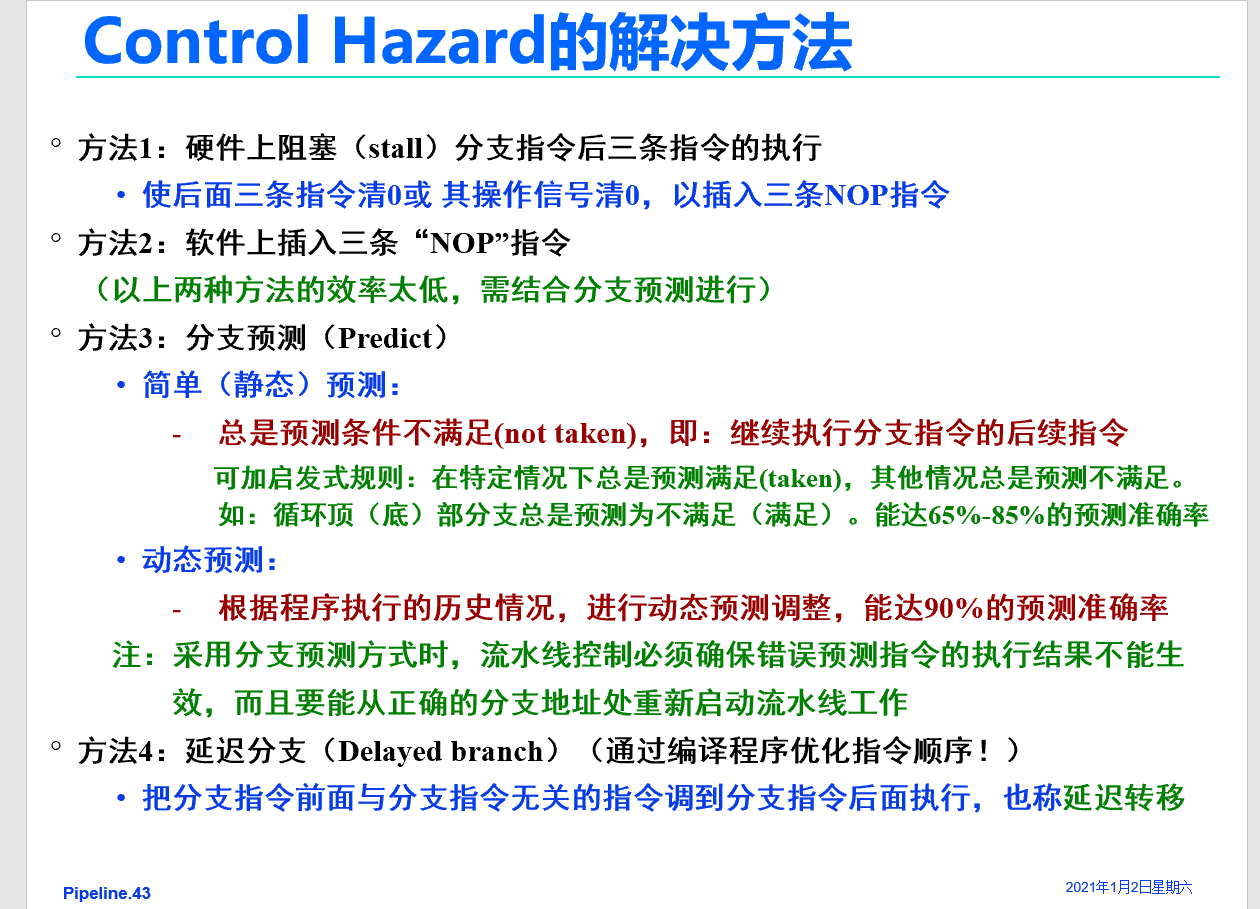 Control Hazard的解决方法
° 方法1：硬件上阻塞（stall）分支指令后三条指令的执行
• 使后面三条指令清0或 其操作信号清0，以插入三条NOP指令
° 方法2：软件上插入三条“NOP”指令
（以上两种方法的效率太低，需结合分支预测进行）
° 方法3：分支预测（Predict）
• 简单（静态）预测：
- 总是预测条件不满足(not taken)，即：继续执行分支指令的后续指令
可加启发式规则：在特定情况下总是预测满足(taken)，其他情况总是预测不满足。
如：循环顶（底）部分支总是预测为不满足（满足）。能达65%-85%的预测准确率
• 动态预测：
- 根据程序执行的历史情况，进行动态预测调整，能达90%的预测准确率
注：采用分支预测方式时，流水线控制必须确保错误预测指令的执行结果不能生
效，而且要能从正确的分支地址处重新启动流水线工作
° 方法4：延迟分支（Delayed branch）（通过编译程序优化指令顺序！）
• 把分支指令前面与分支指令无关的指令调到分支指令后面执行，也称延迟转移
Pipeline.43
2021年1月2日星期六